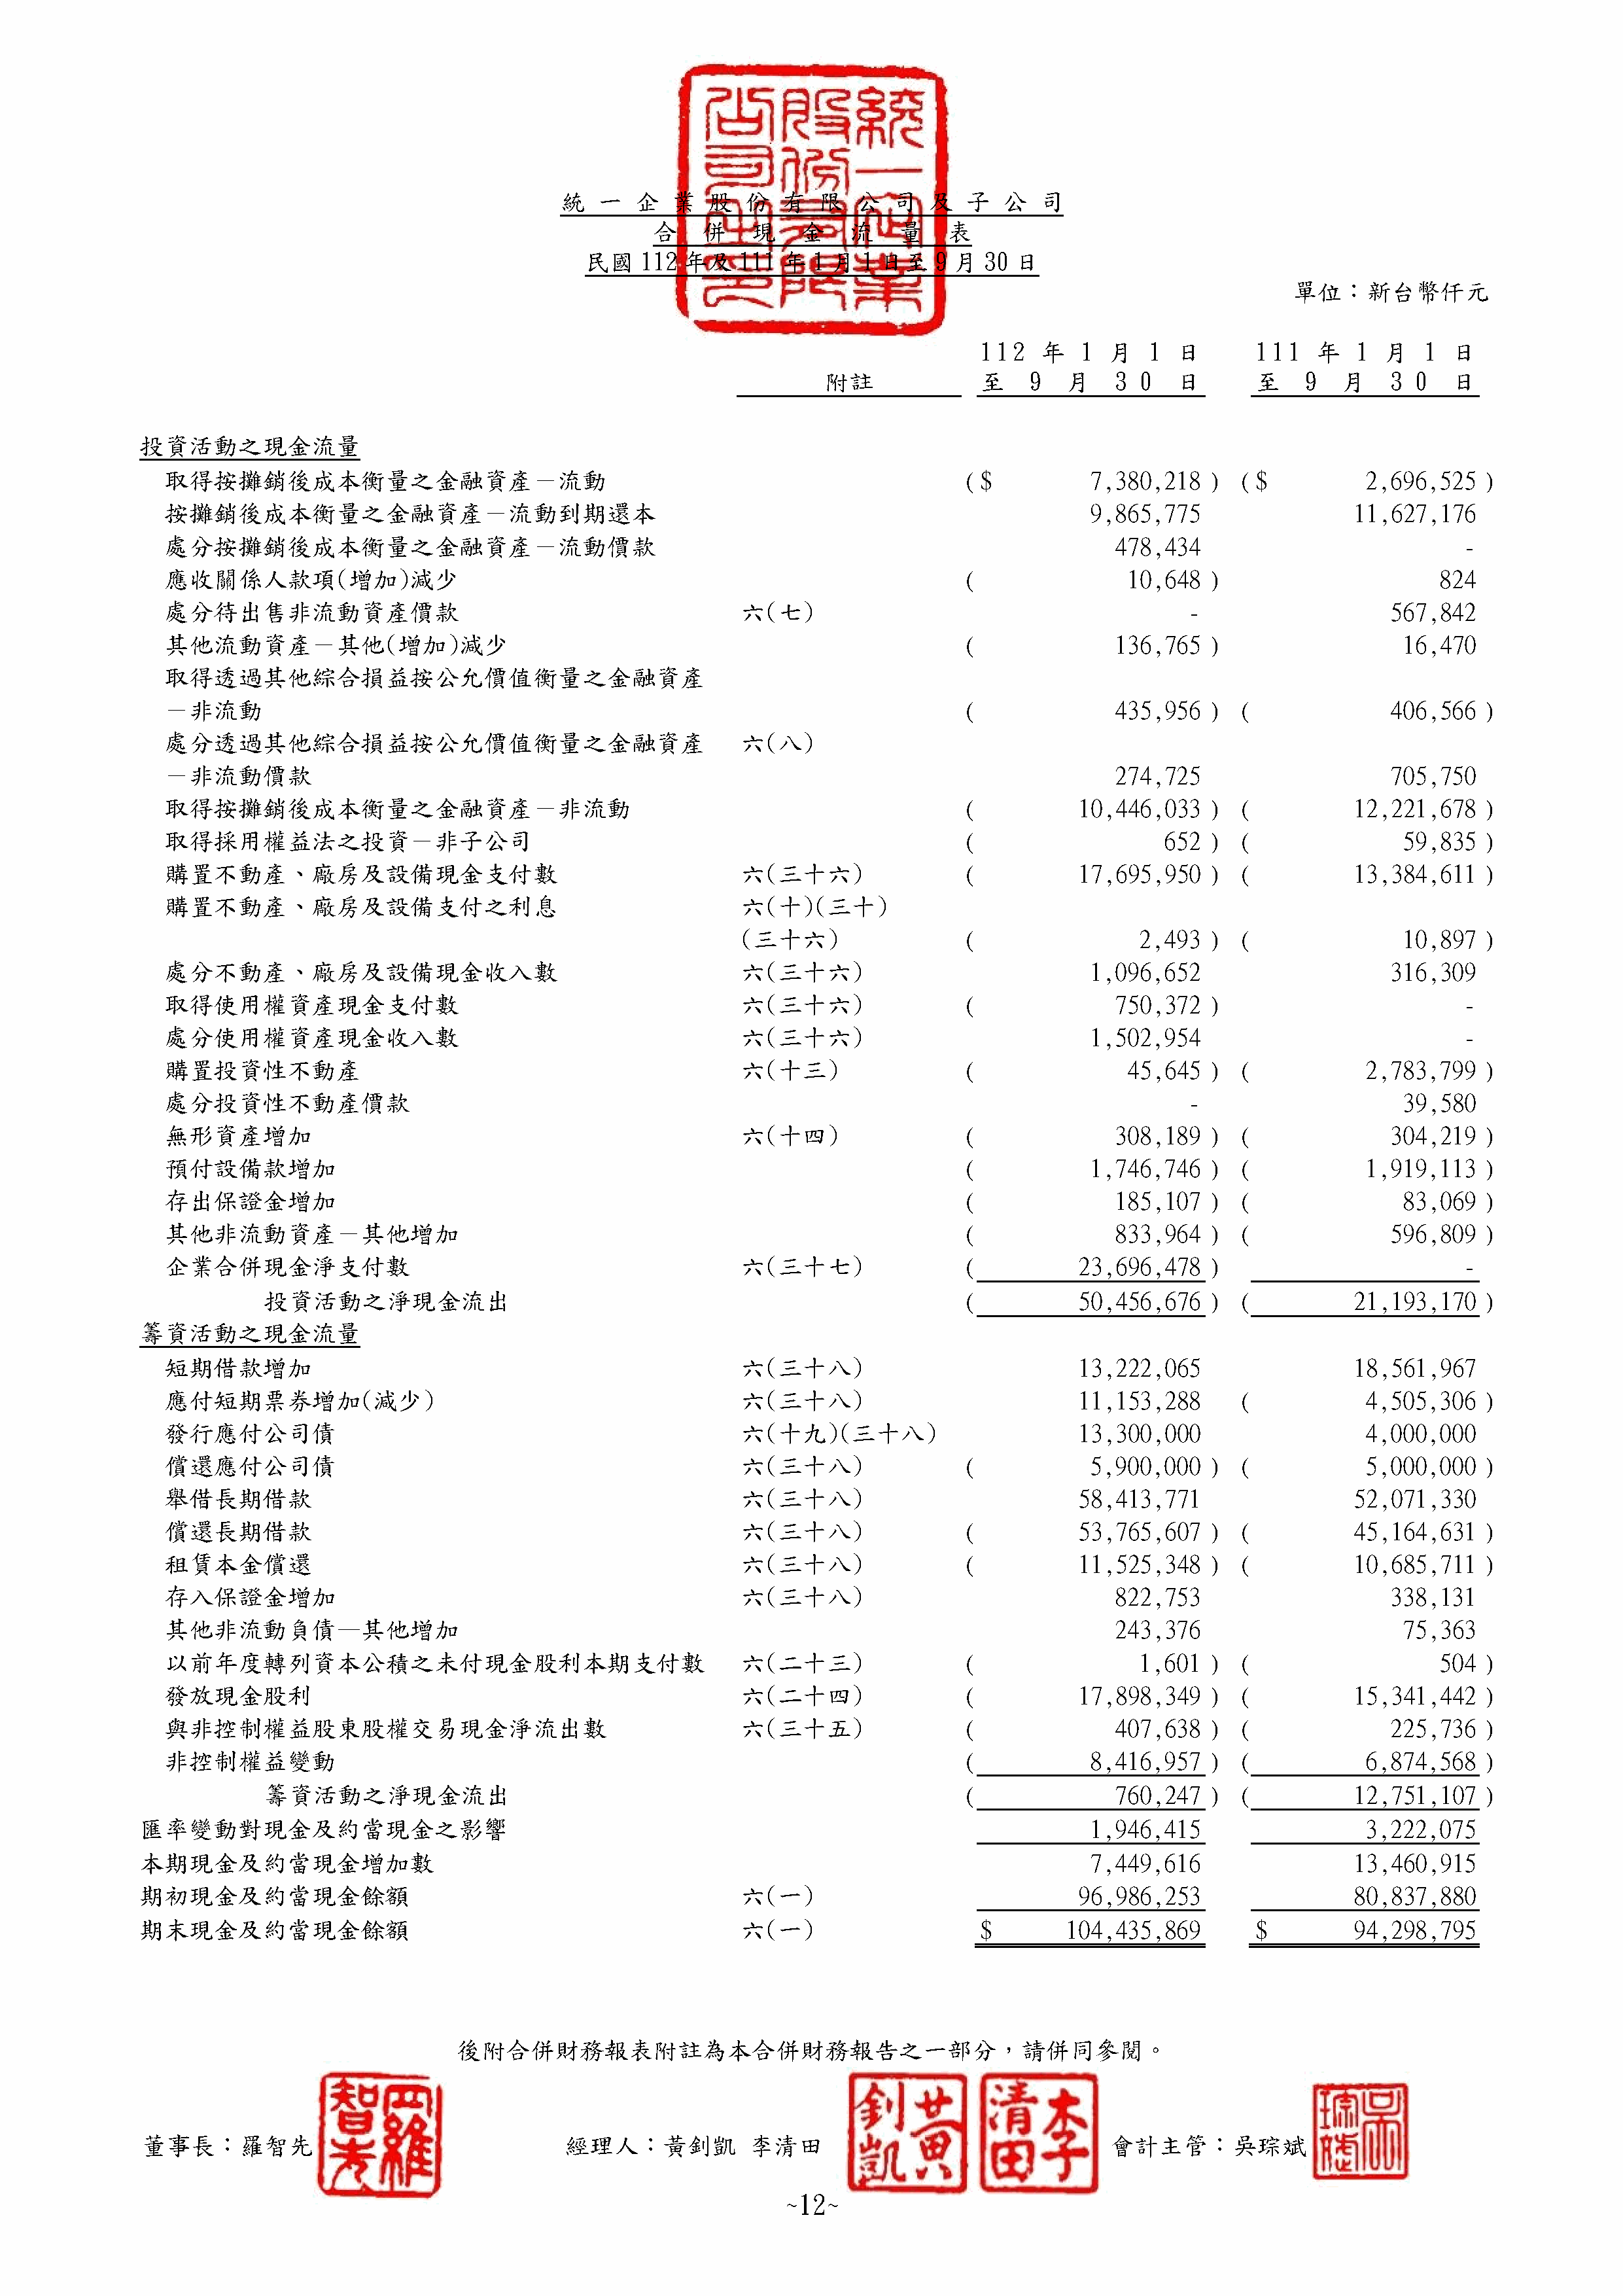 統一企業股份有限公司及子公司
合併現金流量表
民國112年及111年1月1日至9月30日
單位：新台幣仟元
112年1月1日 111年1月1日
附註 至9月30日 至9月30日
投資活動之現金流量
取得按攤銷後成本衡量之金融資產－流動 ($ 7,380,218 ) ($ 2,696,525 )
按攤銷後成本衡量之金融資產－流動到期還本 9,865,775 11,627,176
處分按攤銷後成本衡量之金融資產－流動價款 478,434 -
應收關係人款項(增加)減少 ( 10,648 ) 824
處分待出售非流動資產價款 六(七) - 567,842
其他流動資產－其他(增加)減少 ( 136,765 ) 16,470
取得透過其他綜合損益按公允價值衡量之金融資產
－非流動 ( 435,956 ) ( 406,566 )
處分透過其他綜合損益按公允價值衡量之金融資產 六(八)
－非流動價款 274,725 705,750
取得按攤銷後成本衡量之金融資產－非流動 ( 10,446,033 ) ( 12,221,678 )
取得採用權益法之投資－非子公司 ( 652 ) ( 59,835 )
購置不動產、廠房及設備現金支付數 六(三十六) ( 17,695,950 ) ( 13,384,611 )
購置不動產、廠房及設備支付之利息 六(十)(三十)
(三十六) ( 2,493 ) ( 10,897 )
處分不動產、廠房及設備現金收入數 六(三十六) 1,096,652 316,309
取得使用權資產現金支付數 六(三十六) ( 750,372 ) -
處分使用權資產現金收入數 六(三十六) 1,502,954 -
購置投資性不動產 六(十三) ( 45,645 ) ( 2,783,799 )
處分投資性不動產價款 - 39,580
無形資產增加 六(十四) ( 308,189 ) ( 304,219 )
預付設備款增加 ( 1,746,746 ) ( 1,919,113 )
存出保證金增加 ( 185,107 ) ( 83,069 )
其他非流動資產－其他增加 ( 833,964 ) ( 596,809 )
企業合併現金淨支付數 六(三十七) ( 23,696,478 ) -
投資活動之淨現金流出 ( 50,456,676 ) ( 21,193,170 )
籌資活動之現金流量
短期借款增加 六(三十八) 13,222,065 18,561,967
應付短期票券增加(減少) 六(三十八) 11,153,288 ( 4,505,306 )
發行應付公司債 六(十九)(三十八) 13,300,000 4,000,000
償還應付公司債 六(三十八) ( 5,900,000 ) ( 5,000,000 )
舉借長期借款 六(三十八) 58,413,771 52,071,330
償還長期借款 六(三十八) ( 53,765,607 ) ( 45,164,631 )
租賃本金償還 六(三十八) ( 11,525,348 ) ( 10,685,711 )
存入保證金增加 六(三十八) 822,753 338,131
其他非流動負債—其他增加 243,376 75,363
以前年度轉列資本公積之未付現金股利本期支付數 六(二十三) ( 1,601 ) ( 504 )
發放現金股利 六(二十四) ( 17,898,349 ) ( 15,341,442 )
與非控制權益股東股權交易現金淨流出數 六(三十五) ( 407,638 ) ( 225,736 )
非控制權益變動 ( 8,416,957 ) ( 6,874,568 )
籌資活動之淨現金流出 ( 760,247 ) ( 12,751,107 )
匯率變動對現金及約當現金之影響 1,946,415 3,222,075
本期現金及約當現金增加數 7,449,616 13,460,915
期初現金及約當現金餘額 六(一) 96,986,253 80,837,880
期末現金及約當現金餘額 六(一) $ 104,435,869 $ 94,298,795
後附合併財務報表附註為本合併財務報告之一部分，請併同參閱。
董事長：羅智先 經理人：黃釗凱 李清田 會計主管：吳琮斌
~12~